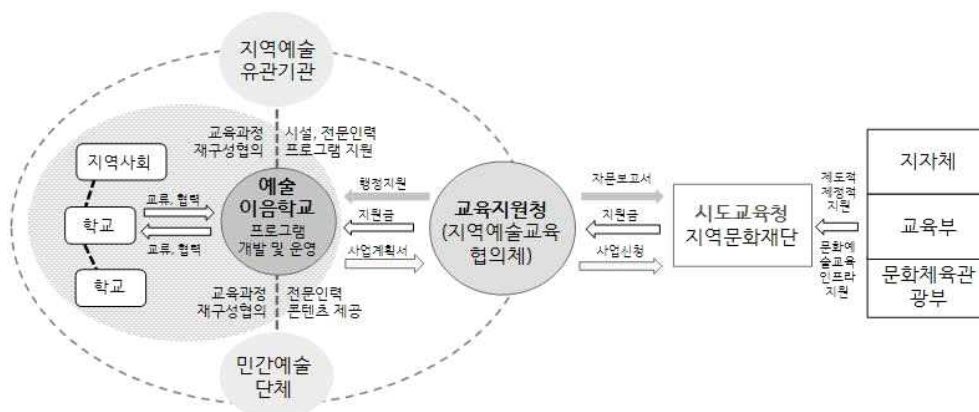 지역예술
유관기관
교육과정
재구성협의
시설, 전문인력
프로그램 지원
지역사회
학교
학교
교류, 협력
교류, 협력
예술
이음학교
프로그램
개발 및 운영
행정지원
지원금
사업계획서
교육지원청
(지역예술교육
협의체)
자문보고서
지원금
사업신청
시도교육청
지역문화재단
제도적
제정적
지원
문화예
술교육
인프라
지원
지자체
교육부
문화체육관
광부
교육과정
재구성협의
전문인력
콘텐츠 제공
민간예술
단체